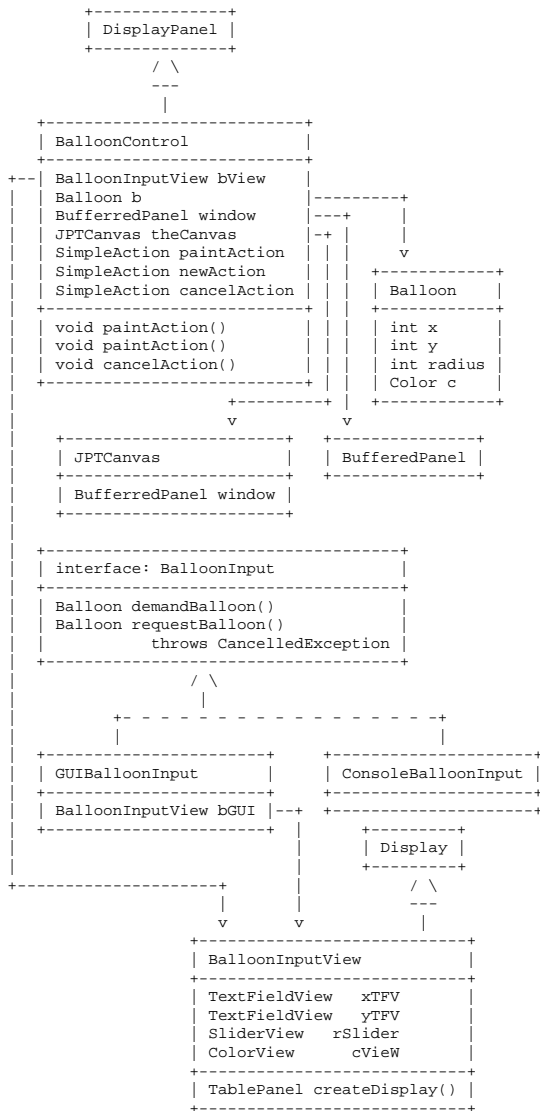 DisplayPanel
BalloonControl
BalloonInputView bView
Balloon b
BufferredPanel window
JPTCanvas theCanvas
SimpleAction paintAction
SimpleAction newAction
SimpleAction cancelAction
void paintAction()
void paintAction()
void cancelAction()
Balloon
int x
int y
int radius
Color c
JPTCanvas
BufferredPanel window
BufferedPanel
interface: BalloonInput
Balloon demandBalloon()
Balloon requestBalloon()
throws CancelledException
GUIBalloonInput
BalloonInputView bGUI
ConsoleBalloonInput
Display
BalloonInputView
TextFieldView xTFV
TextFieldView yTFV
SliderView rSlider
ColorView cVieW
TablePanel createDisplay()